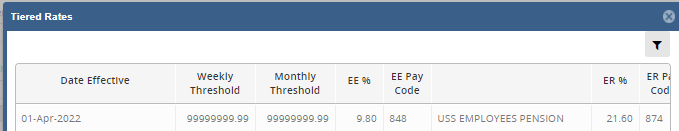 Tiered Rates
Date Effective Weekly Threshold Monthly Threshold EE % EE Pay Code ER % ER Pa Cod
01-Apr-2022 99999999.99 99999999.99 9.80 848 USS EMPLOYEES PENSION 21.60 874